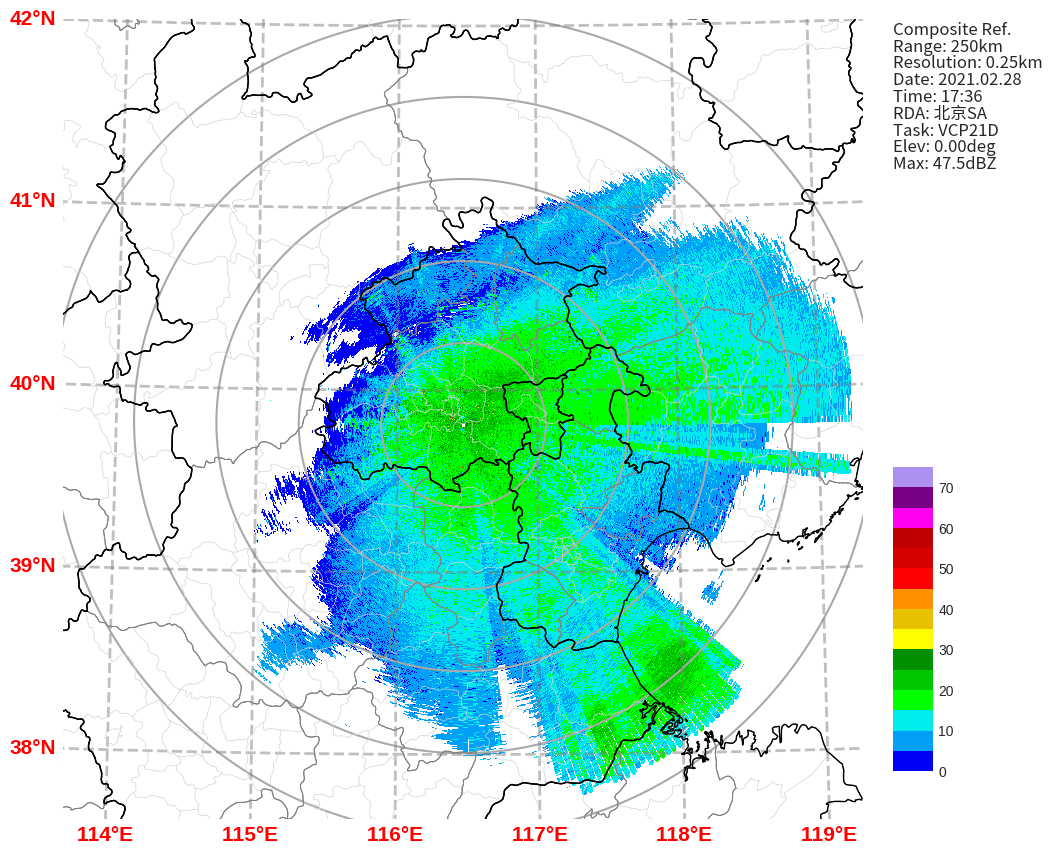 42°N
41°N
40°N
39°N
38°N
114°E
115°E
116°E
117°E
118°E
119°E
Composite Ref.
Range: 250km
Resolution: 0.25km
Date: 2021.02.28
Time: 17:36
RDA: 北京SA
Task: VCP21D
Elev: 0.00deg
Max: 47.5dBZ
70
60
50
40
30
20
10
0